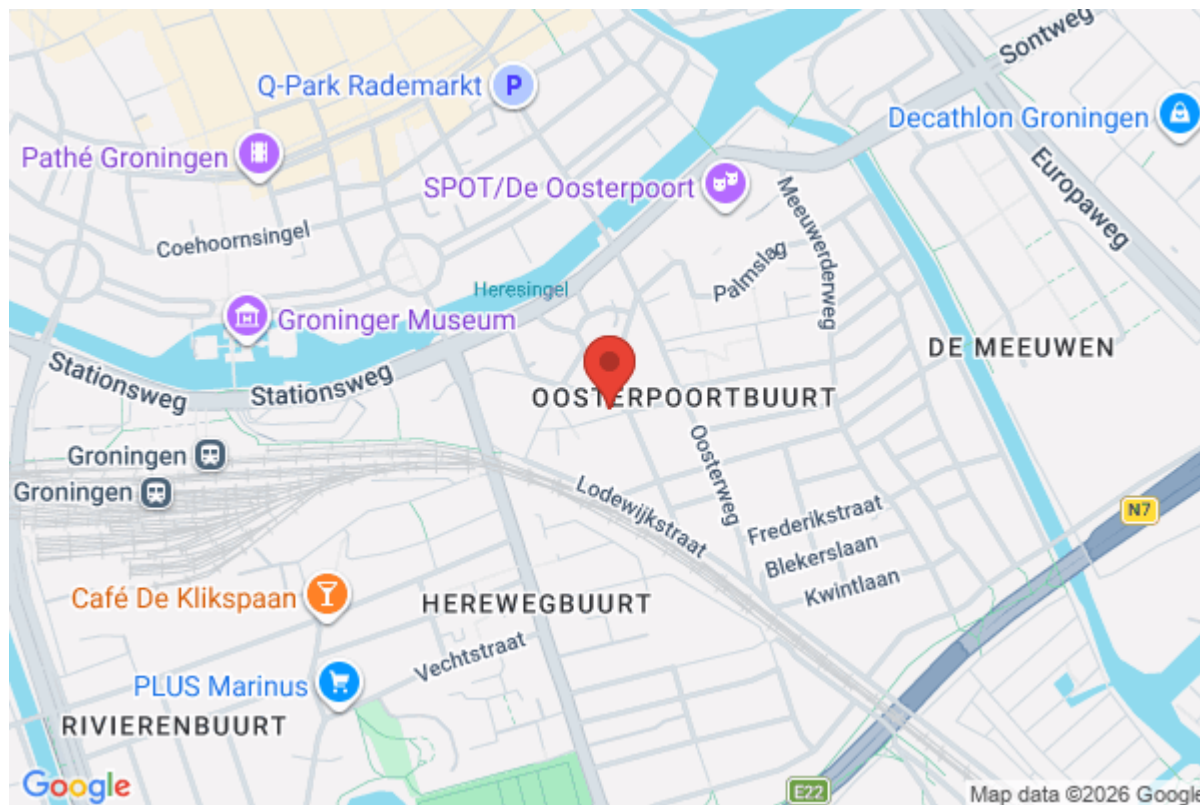 Sontweg
Q-Park Rademarkt
P
Decathlon Groningen
Pathé Groningen
SPOT/De Oosterpoort
Europaweg
Meeuwerderweg
Coehoornsingel
Palmslag
Heresingel
Groninger Museum
DE MEEUWEN
Stationsweg
Stationsweg
OOSTERPOORTBUURT
Groningen
Oosterweg
Groningen
Lodewijkstraat
N7
Frederikstraat
Blekerslaan
Kwintlaan
Café De Klikspaan
HEREWEGBUURT
Vechtstraat
PLUS Marinus
RIVIERENBUURT
Google
E22
Map data ©2026 Google